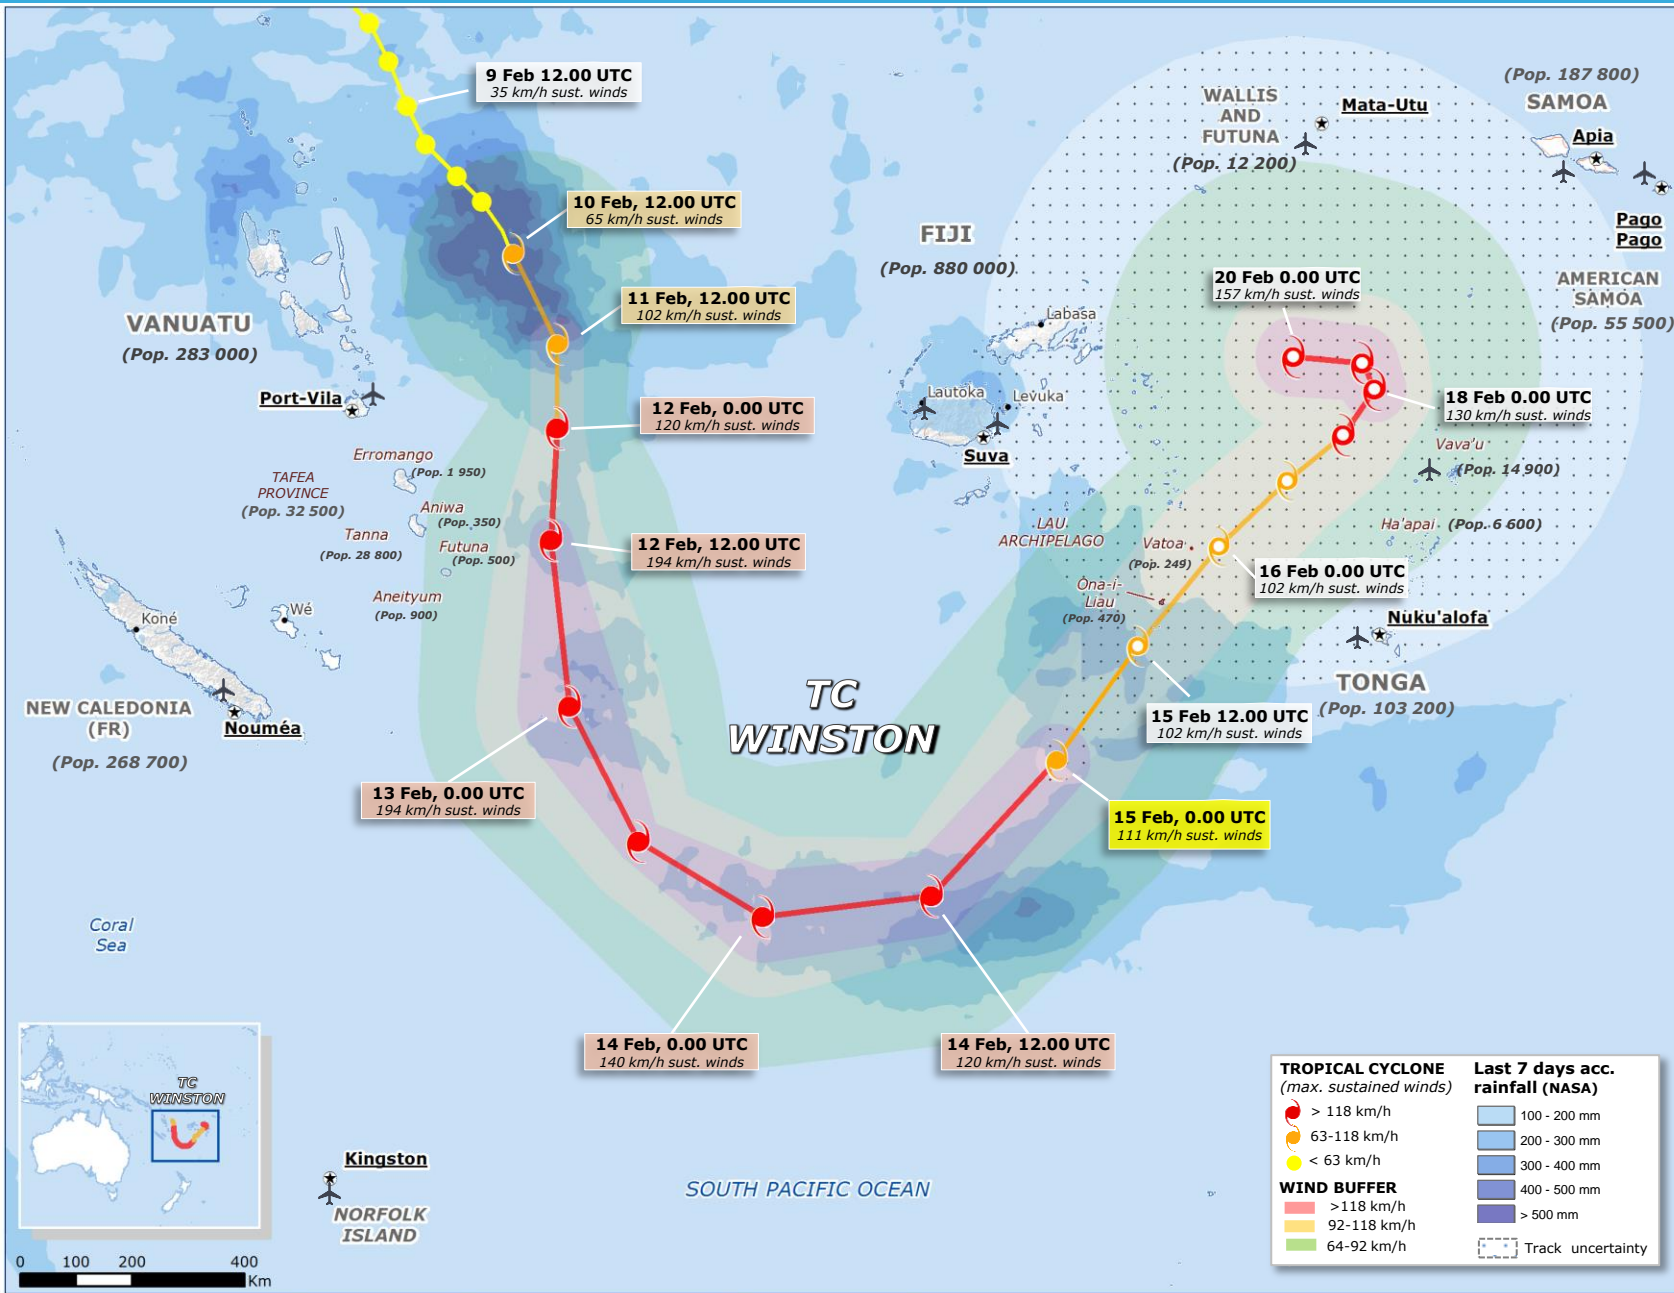 9 Feb 12.00 UTC
35 km/h sust. winds
(Pop. 187 800)
SAMOA
Apia
WALLIS
AND
FUTUNA
(Pop. 12 200)
Mata-Utu
Pago
Pago
AMERICAN
SAMOA
(Pop. 55 500)
10 Feb, 12.00 UTC
65 km/h sust. winds
FIJI
(Pop. 880 000)
20 Feb 0.00 UTC
157 km/h sust. winds
11 Feb, 12.00 UTC
102 km/h sust. winds
VANUATU
(Pop. 283 000)
Labasa
Port-Vila
Lautoka
Levuka
Suva
12 Feb, 0.00 UTC
120 km/h sust. winds
18 Feb 0.00 UTC
130 km/h sust. winds
Vava'u
(Pop. 14 900)
Erromango
(Pop. 1 950)
TAFEA
PROVINCE
(Pop. 32 500)
Aniwa
(Pop. 350)
Tanna
(Pop. 28 800)
Futuna
(Pop. 500)
Aneityum
(Pop. 900)
12 Feb, 12.00 UTC
194 km/h sust. winds
LAU
ARCHIPELAGO
Vatoa
(Pop. 249)
Ha'apai (Pop. 6 600)
Ona-i-
Liau
(Pop. 470)
16 Feb 0.00 UTC
102 km/h sust. winds
Nuku'alofa
TONGA
(Pop. 103 200)
Koné
Wé
NEW CALEDONIA
(FR)
(Pop. 268 700)
Nouméa
TC
WINSTON
15 Feb 12.00 UTC
102 km/h sust. winds
13 Feb, 0.00 UTC
194 km/h sust. winds
15 Feb, 0.00 UTC
111 km/h sust. winds
Coral
Sea
14 Feb, 0.00 UTC
140 km/h sust. winds
14 Feb, 12.00 UTC
120 km/h sust. winds
TC
WINSTON
Kingston
NORFOLK
ISLAND
SOUTH PACIFIC OCEAN
0 100 200 400
Km
TROPICAL CYCLONE
(max. sustained winds)
> 118 km/h
63-118 km/h
< 63 km/h
WIND BUFFER
>118 km/h
92-118 km/h
64-92 km/h
Last 7 days acc.
rainfall (NASA)
100 - 200 mm
200 - 300 mm
300 - 400 mm
400 - 500 mm
> 500 mm
Track uncertainty